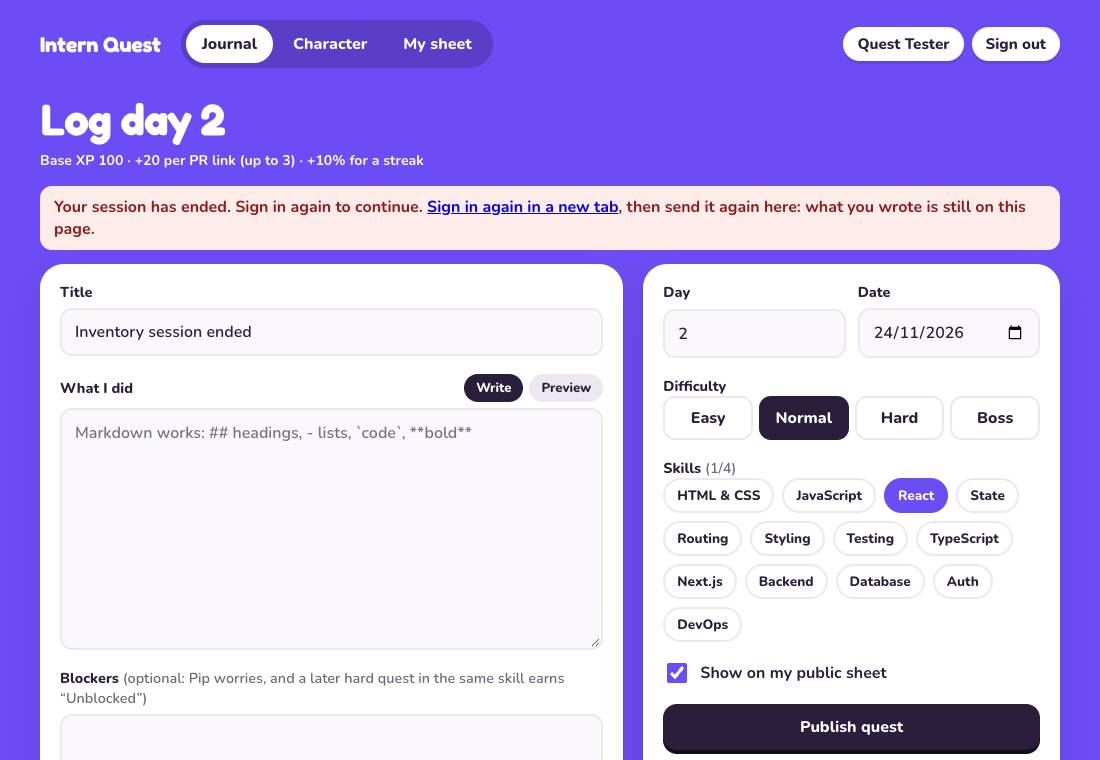 Intern Quest
Journal
Character
My sheet
Quest Tester
Sign out
Log day 2
Base XP 100 · +20 per PR link (up to 3) · +10% for a streak
Your session has ended. Sign in again to continue. Sign in again in a new tab, then send it again here: what you wrote is still on this
page.
Title
Inventory session ended
What I did
Write
Preview
Markdown works: ## headings, - lists, `code`, **bold**
Blockers (optional: Pip worries, and a later hard quest in the same skill earns
“Unblocked”)
Day
Date
2
24/11/2026
Difficulty
Easy
Normal
Hard
Boss
Skills (1/4)
HTML & CSS
JavaScript
React
State
Routing
Styling
Testing
TypeScript
Next.js
Backend
Database
Auth
DevOps
Show on my public sheet
Publish quest